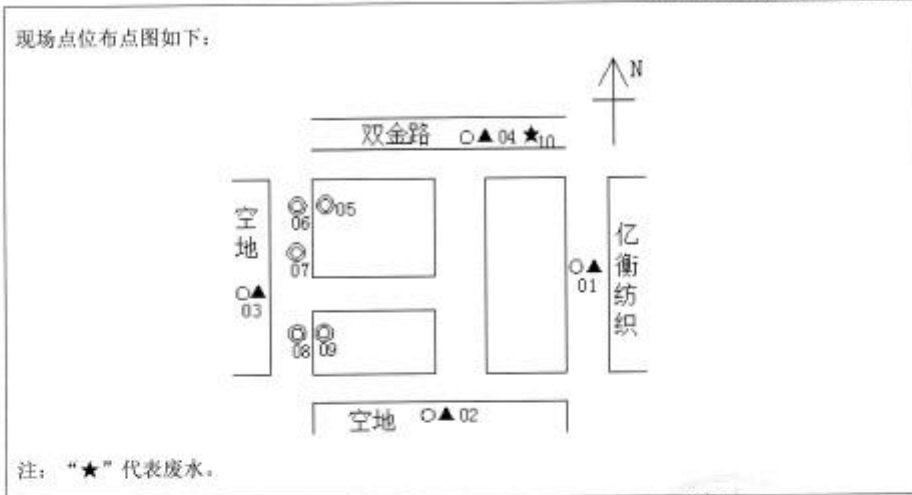 现场点位布点图如下：
N
双金路 ○▲04 ★10
空地
亿衡纺织
◎06 ◎05
◎07
○▲01
○▲03
◎08 ◎09
空地 ○▲02
注：“★”代表废水。